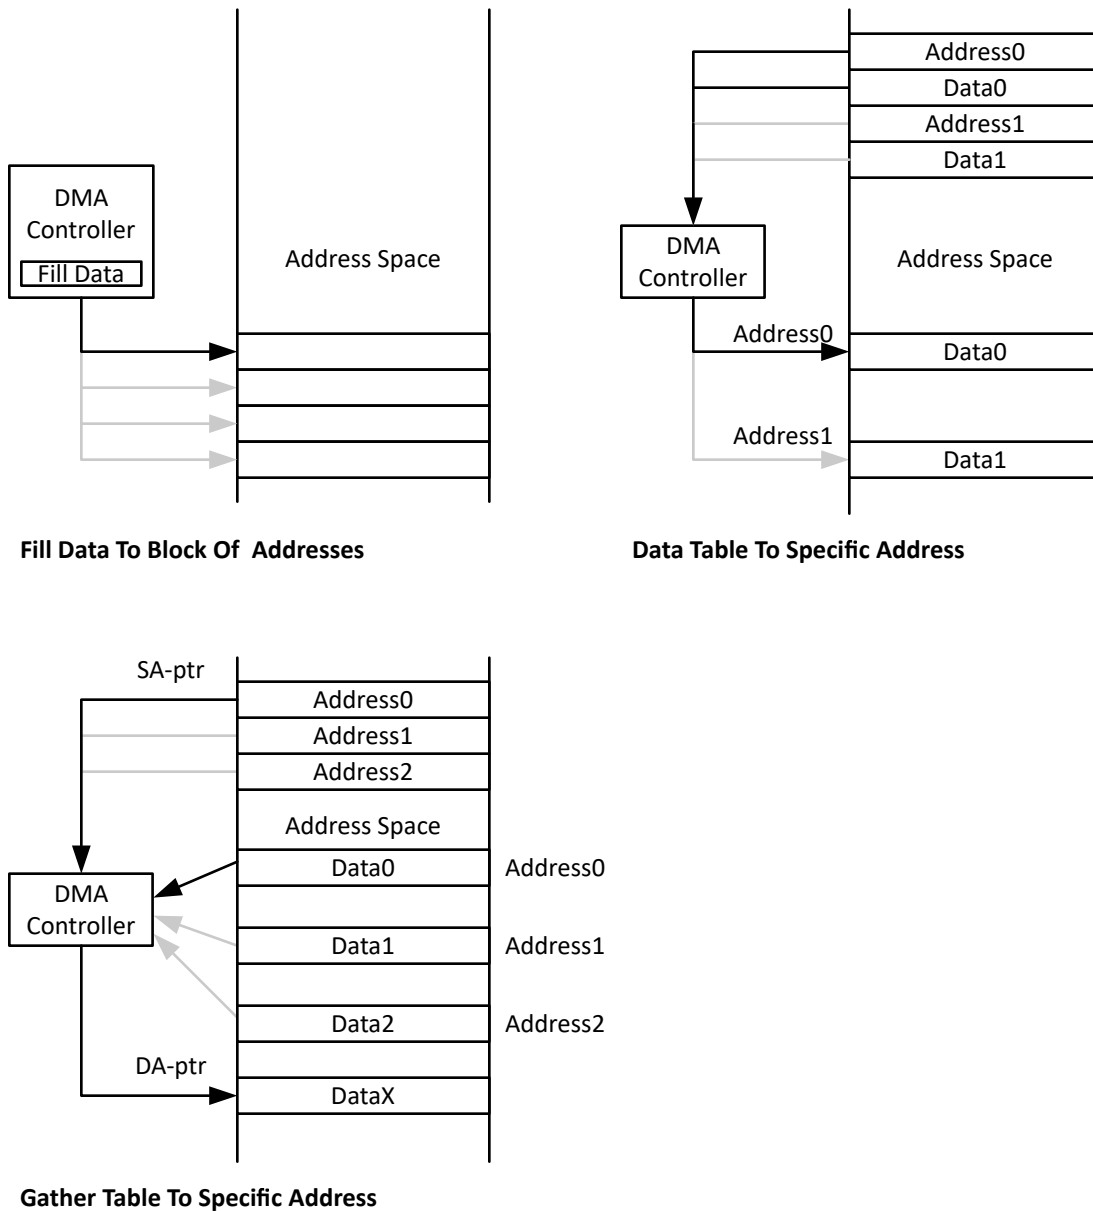 DMA
Controller
Fill Data
Address Space
Fill Data To Block Of Addresses
Address0
Data0
Address1
Data1
DMA
Controller
Address Space
Address0
Data0
Address1
Data1
Data Table To Specific Address
SA-ptr
Address0
Address1
Address2
Address Space
DMA
Controller
Data0
Address0
Data1
Address1
Data2
Address2
DA-ptr
DataX
Gather Table To Specific Address